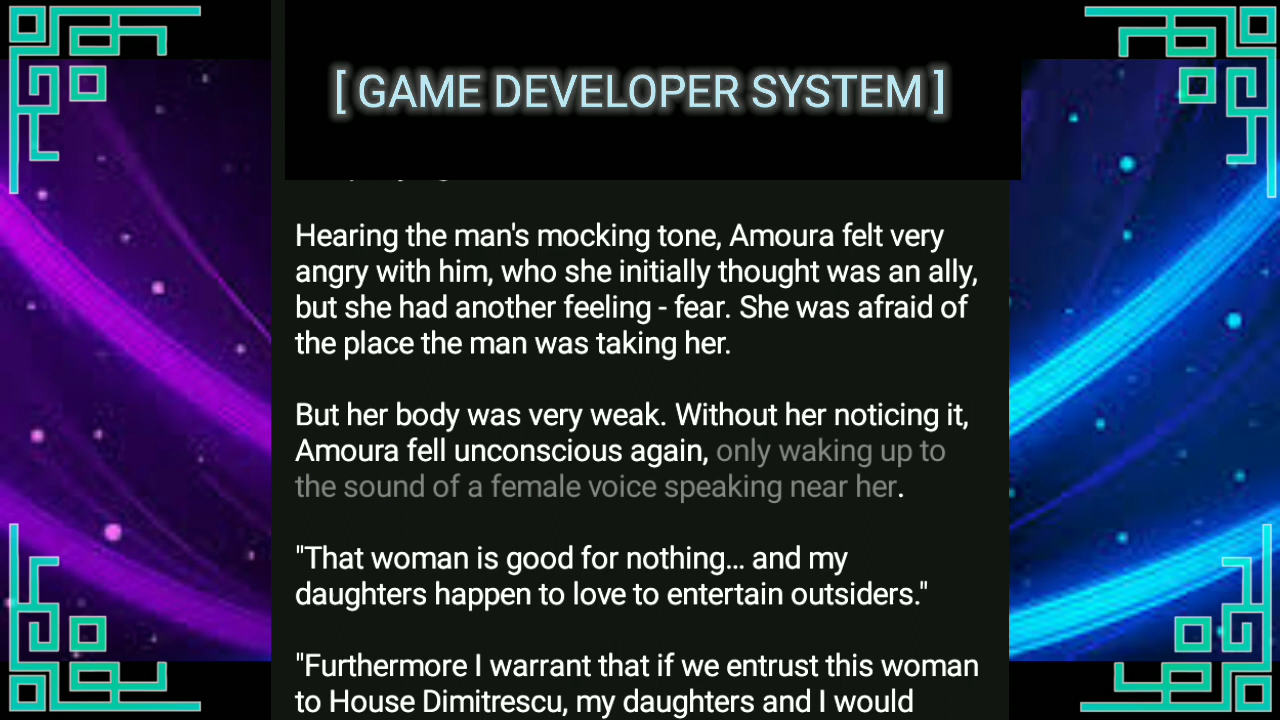 [ GAME DEVELOPER SYSTEM ]
Hearing the man's mocking tone, Amoura felt very
angry with him, who she initially thought was an ally,
but she had another feeling - fear. She was afraid of
the place the man was taking her.
But her body was very weak. Without her noticing it,
Amoura fell unconscious again, only waking up to
the sound of a female voice speaking near her.
"That woman is good for nothing… and my
daughters happen to love to entertain outsiders."
"Furthermore I warrant that if we entrust this woman
to House Dimitrescu, my daughters and I would